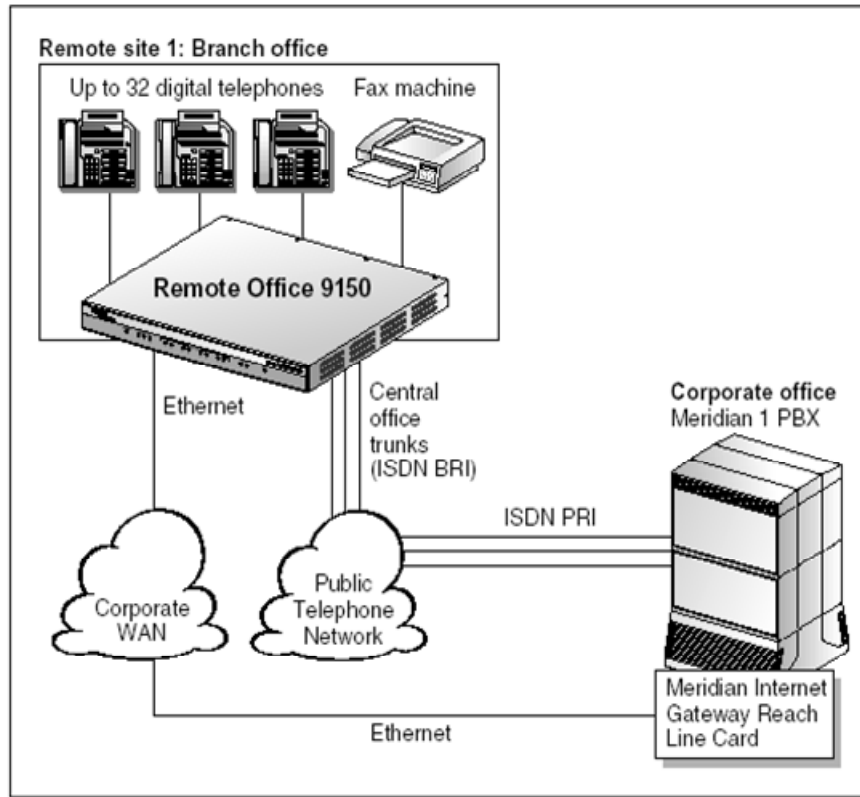 Remote site 1: Branch office
Up to 32 digital telephones
Fax machine
Remote Office 9150
Ethernet
Central
office
trunks
(ISDN BRI)
Corporate office
Meridian 1 PBX
ISDN PRI
Corporate
WAN
Public
Telephone
Network
Meridian Internet
Gateway Reach
Line Card
Ethernet